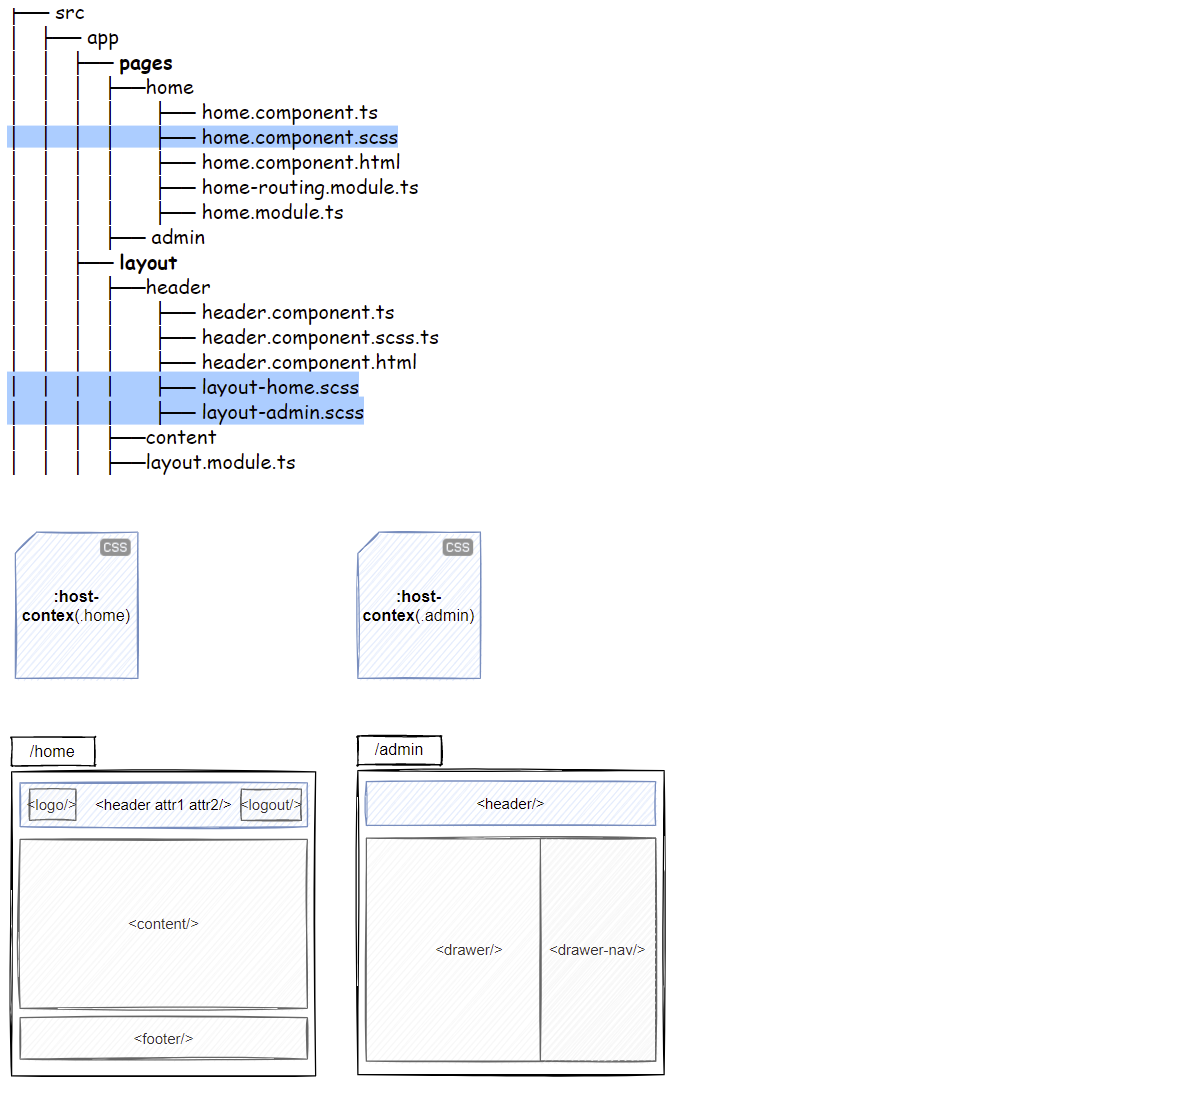 src
app
pages
home
home.component.ts
home.component.scss
home.component.html
home-routing.module.ts
home.module.ts
admin
layout
header
header.component.ts
header.component.scss.ts
header.component.html
layout-home.scss
layout-admin.scss
content
layout.module.ts
CSS
:host-
contex(.home)
CSS
:host-
contex(.admin)
/home
<logo/> <header attr1 attr2/> <logout/>
<content/>
<footer/>
/admin
<header/>
<drawer/> <drawer-nav/>